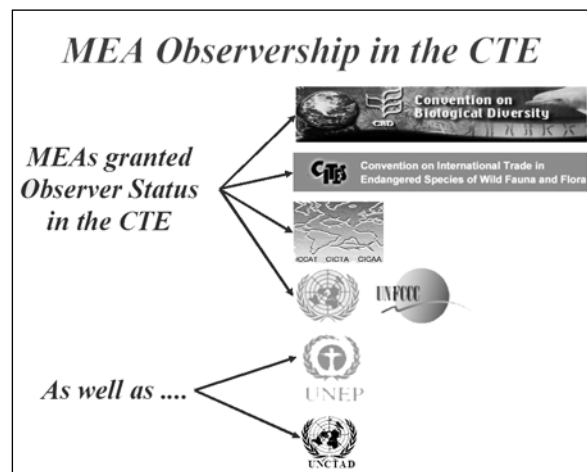 MEA Observership in the CTE
Convention on
Biological Diversity
CBD
MEAs granted
Observer Status
in the CTE
CITES
Convention on International Trade in
Endangered Species of Wild Fauna and Flora
ICCAT CICTA CICAA
UNFCCC
As well as ....
UNEP
UNCTAD